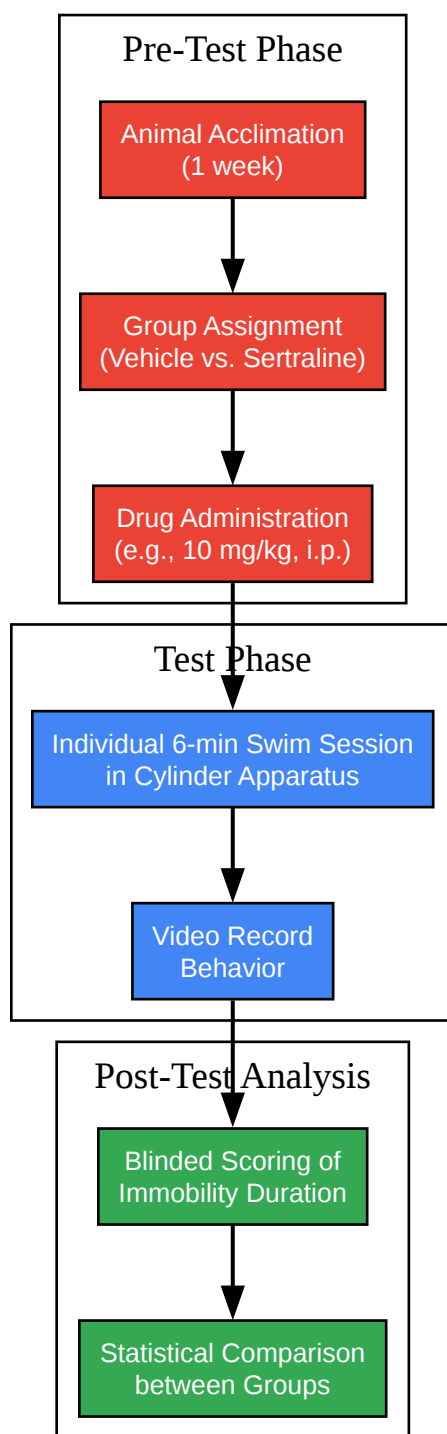 Pre-Test Phase
Animal Acclimation
(1 week)
Group Assignment
(Vehicle vs. Sertraline)
Drug Administration
(e.g., 10 mg/kg, i.p.)
Test Phase
Individual 6-min Swim Session
in Cylinder Apparatus
Video Record
Behavior
Post-Test Analysis
Blinded Scoring of
Immobility Duration
Statistical Comparison
between Groups